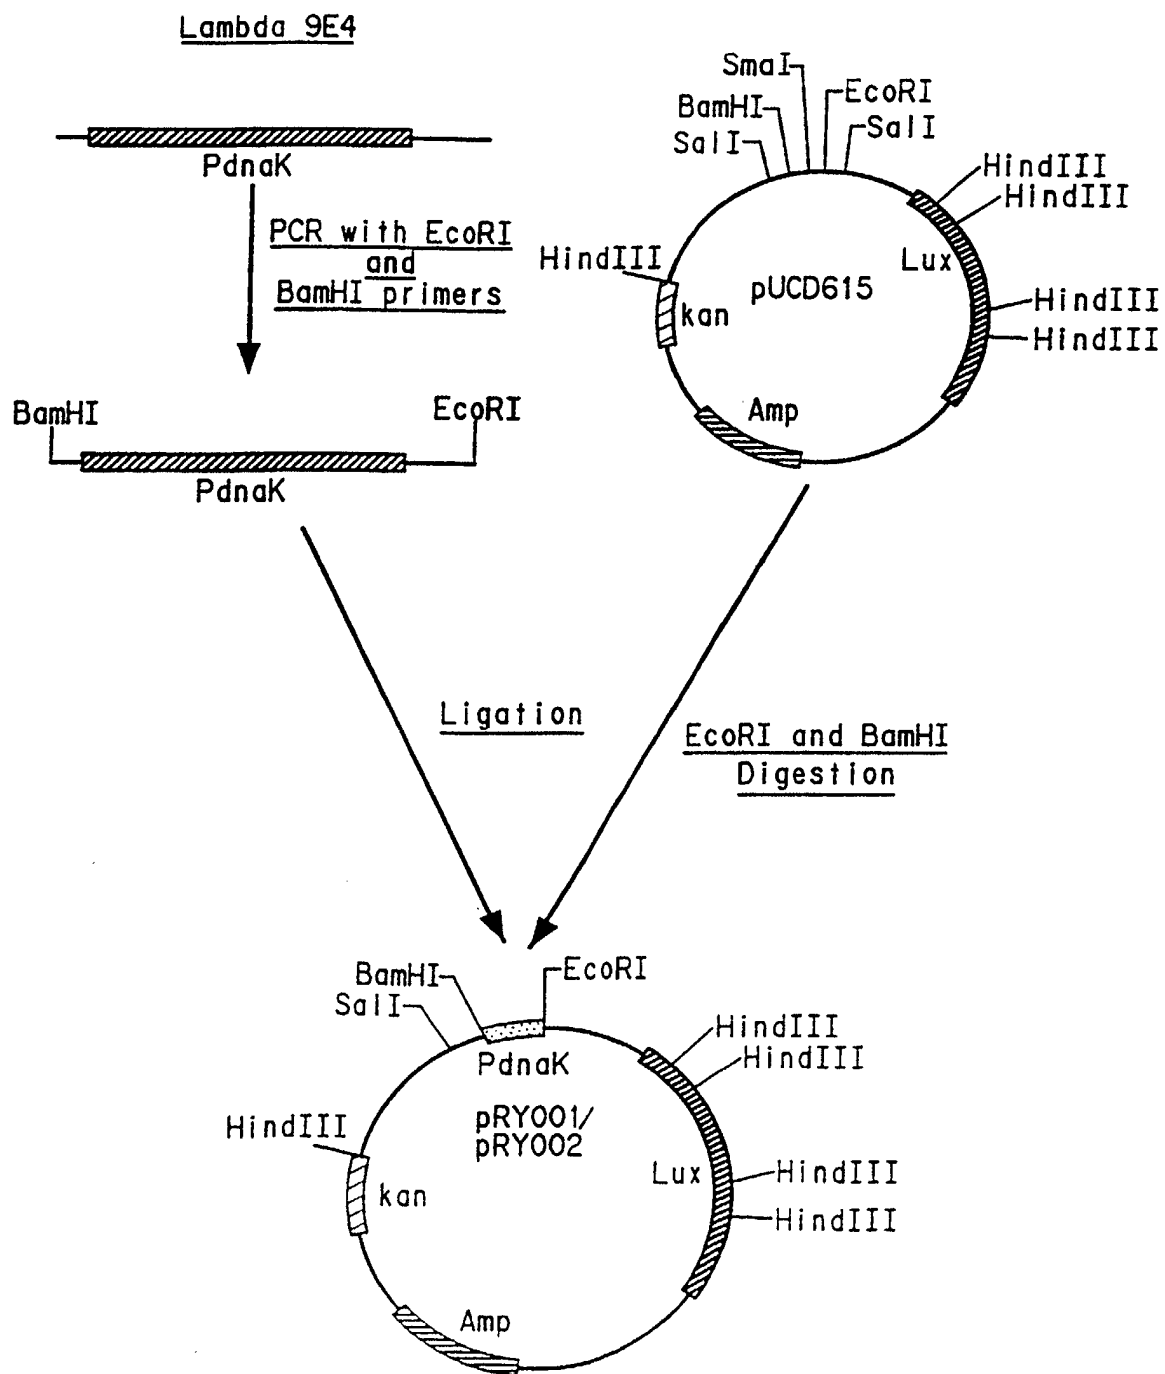 Lambda 9E4
PdnaK
PCR with EcoRI
and
BamHI primers
BamHI
EcoRI
PdnaK
SmaI
BamHI
SalI
EcoRI
SalI
HindIII
HindIII
Lux
HindIII
pUCD615
kan
HindIII
HindIII
Amp
Ligation
EcoRI and BamHI
Digestion
BamHI
SalI
EcoRI
PdnaK
HindIII
HindIII
pRY001/
pRY002
HindIII
kan
Lux
HindIII
HindIII
Amp